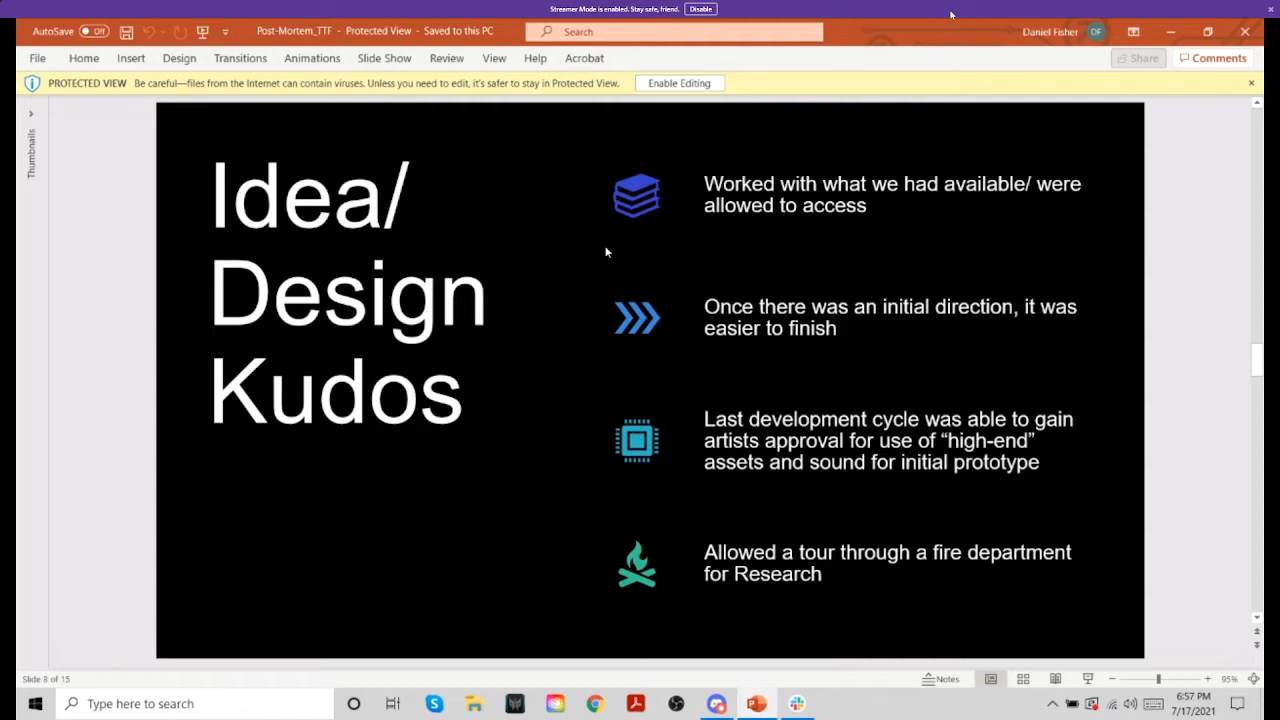 Streamer Mode is enabled. Stay safe, friend. Disable
AutoSave Off Post-Mortem_TTF - Protected View - Saved to this PC Search Daniel Fisher DF
File Home Insert Design Transitions Animations Slide Show Review View Help Acrobat Share Comments
PROTECTED VIEW Be careful—files from the Internet can contain viruses. Unless you need to edit, it's safer to stay in Protected View. Enable Editing
Thumbnails
Idea/
Design
Kudos
Worked with what we had available/ were
allowed to access
Once there was an initial direction, it was
easier to finish
Last development cycle was able to gain
artists approval for use of “high-end”
assets and sound for initial prototype
Allowed a tour through a fire department
for Research
Slide 8 of 15 Notes 95%
Type here to search 6:57 PM
7/17/2021